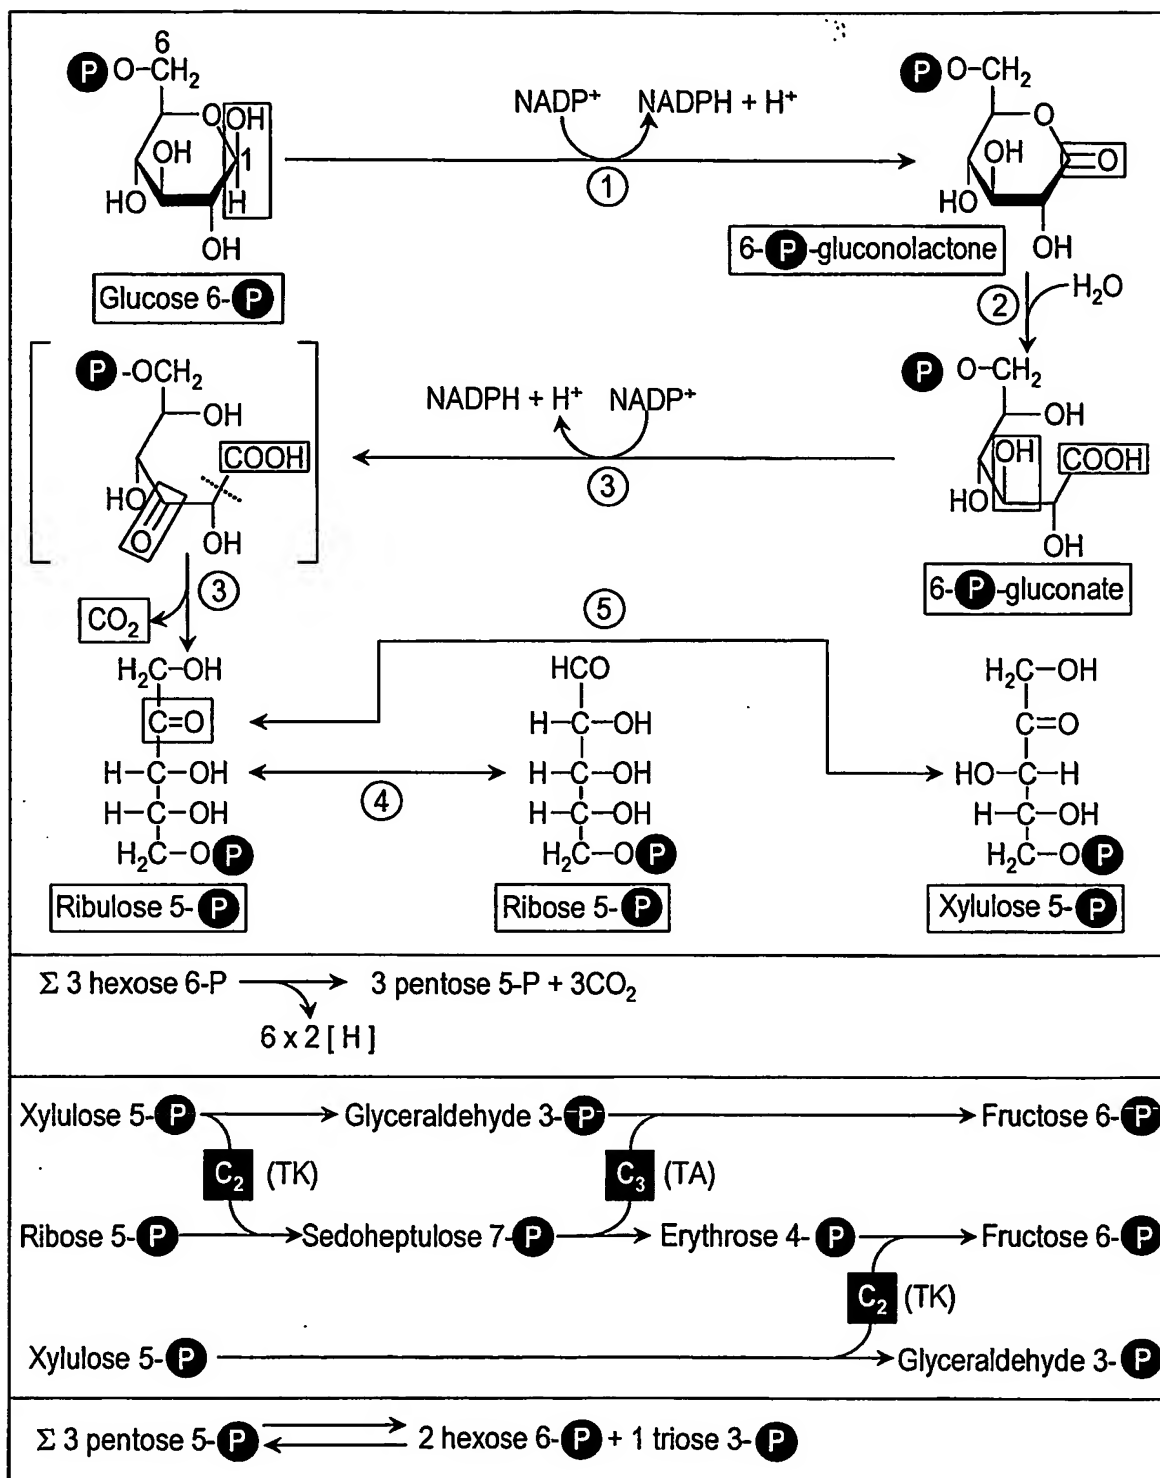 6
P O-CH₂
P O-CH₂
NADP⁺ NADPH + H⁺
O OH
O
OH 1
OH O
1
HO H
HO
OH
OH
6-P-gluconolactone
Glucose 6-P
2 H₂O
P -OCH₂
P O-CH₂
NADPH + H⁺ NADP⁺
OH
OH
COOH
OH COOH
3
HO
HO
O OH
OH
3
6-P-gluconate
CO₂
5
H₂C-OH
HCO
H₂C-OH
C=O
H-C-OH
C=O
H-C-OH
H-C-OH
HO-C-H
4
H-C-OH
H-C-OH
H-C-OH
H₂C-OP
H₂C-OP
H₂C-OP
Ribulose 5-P
Ribose 5-P
Xylulose 5-P
Σ 3 hexose 6-P → 3 pentose 5-P + 3CO₂
6 x 2 [ H ]
Xylulose 5-P Glyceraldehyde 3-P Fructose 6-P
C₂ (TK) C₃ (TA)
Ribose 5-P Sedoheptulose 7-P Erythrose 4-P Fructose 6-P
C₂ (TK)
Xylulose 5-P Glyceraldehyde 3-P
Σ 3 pentose 5-P ⇄ 2 hexose 6-P + 1 triose 3-P